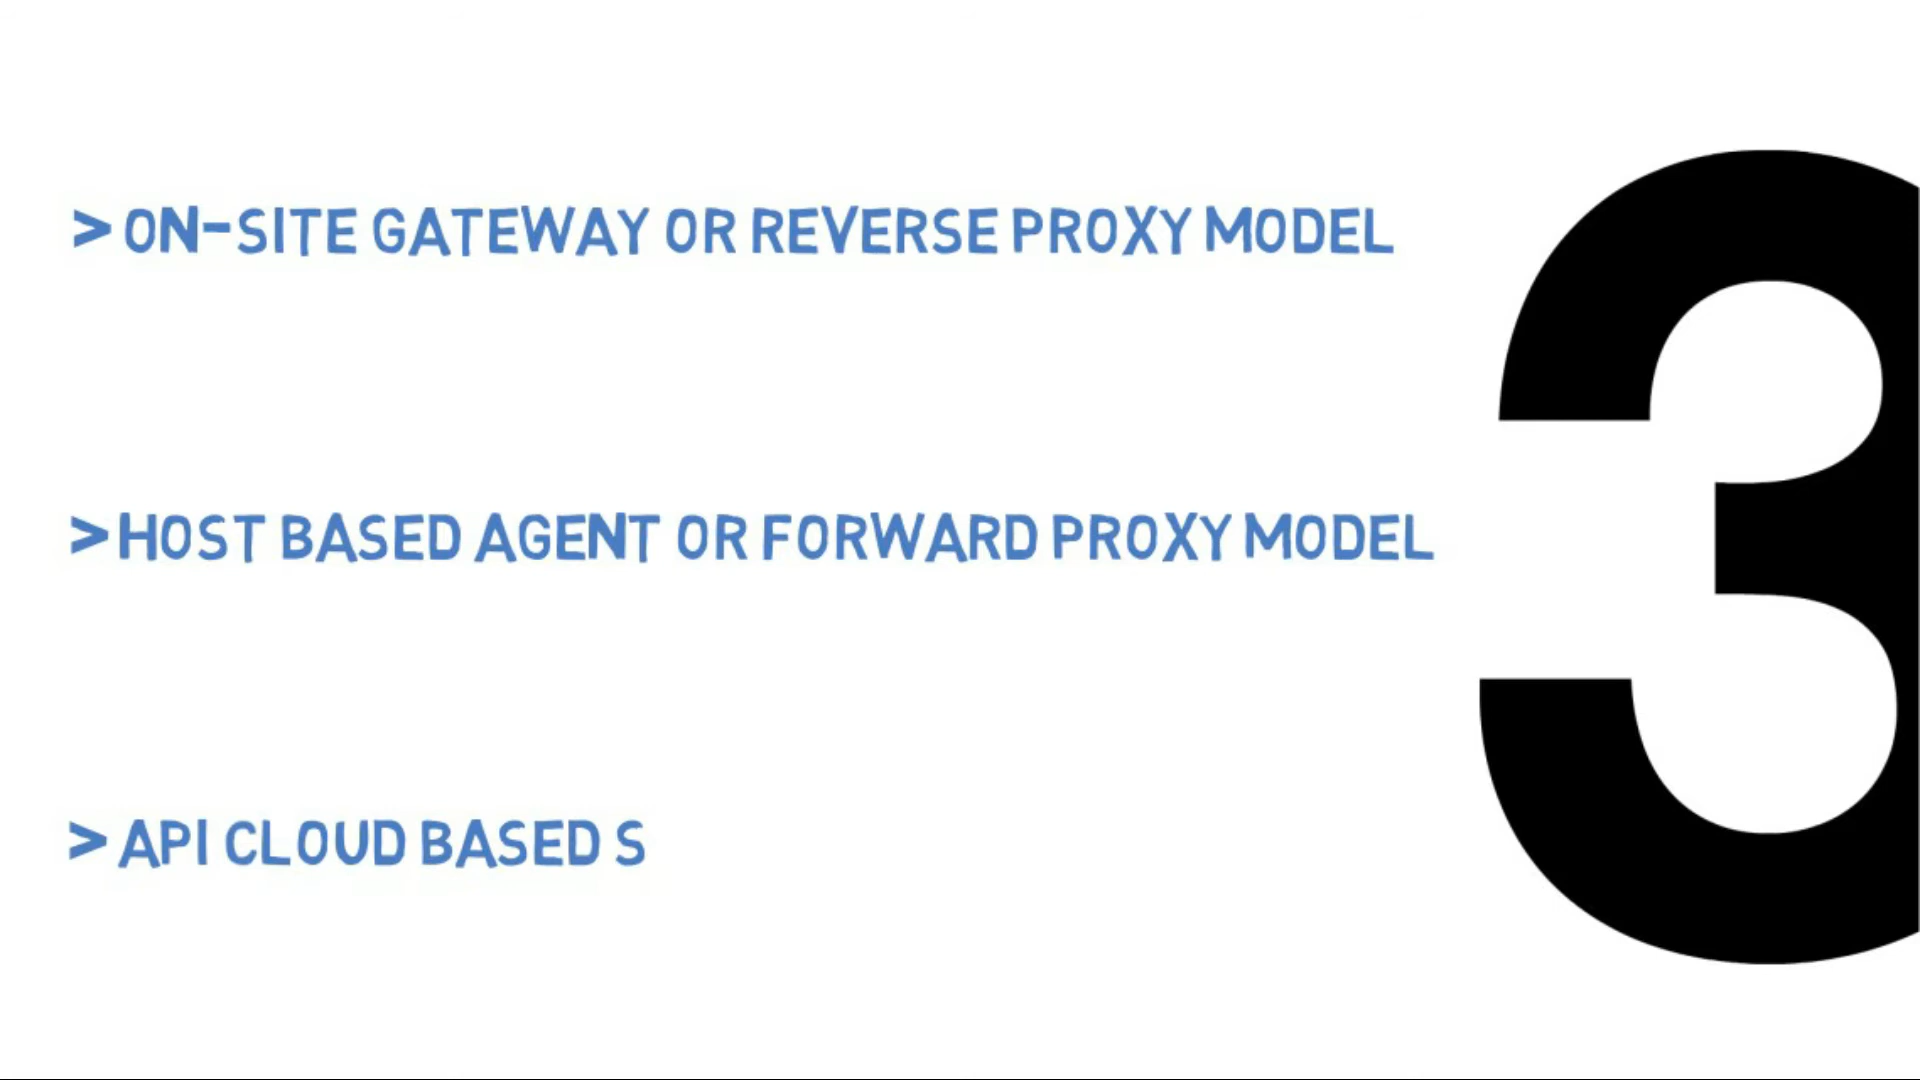 > ON-SITE GATEWAY OR REVERSE PROXY MODEL
> HOST BASED AGENT OR FORWARD PROXY MODEL
> API CLOUD BASED S
3